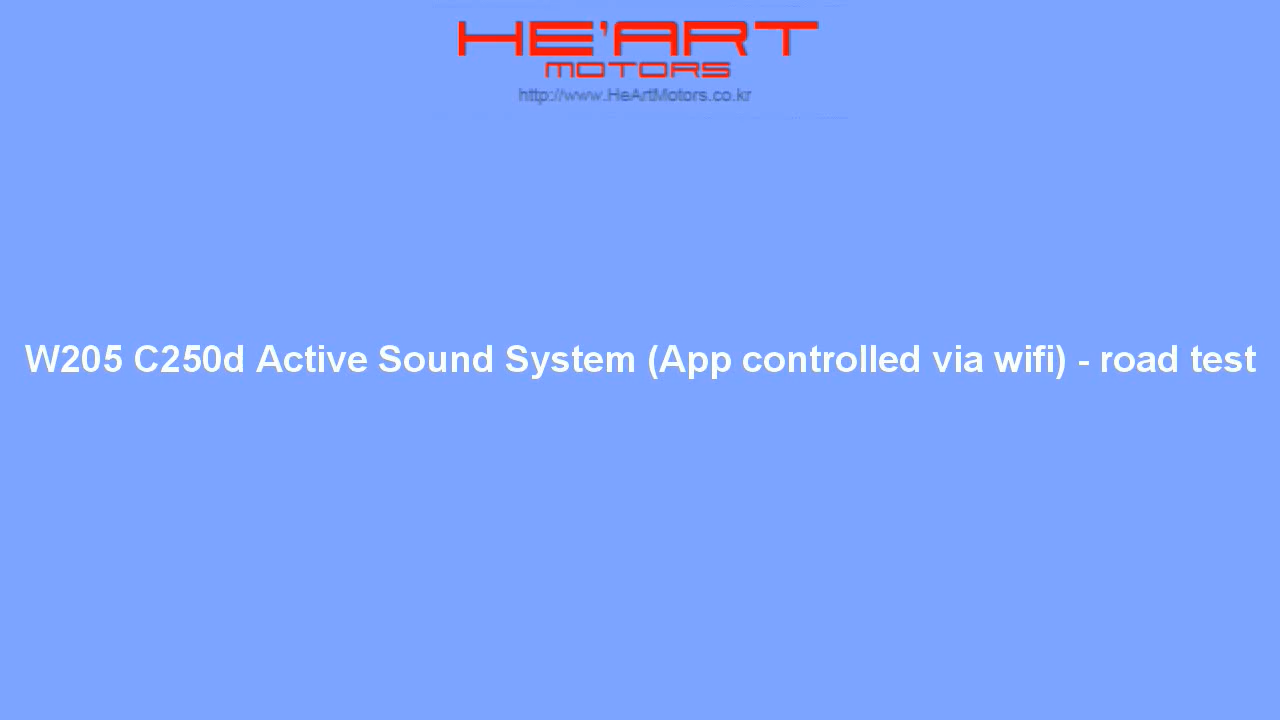 HE'ART
MOTORS
http://www.HeArtMotors.co.kr
W205 C250d Active Sound System (App controlled via wifi) - road test